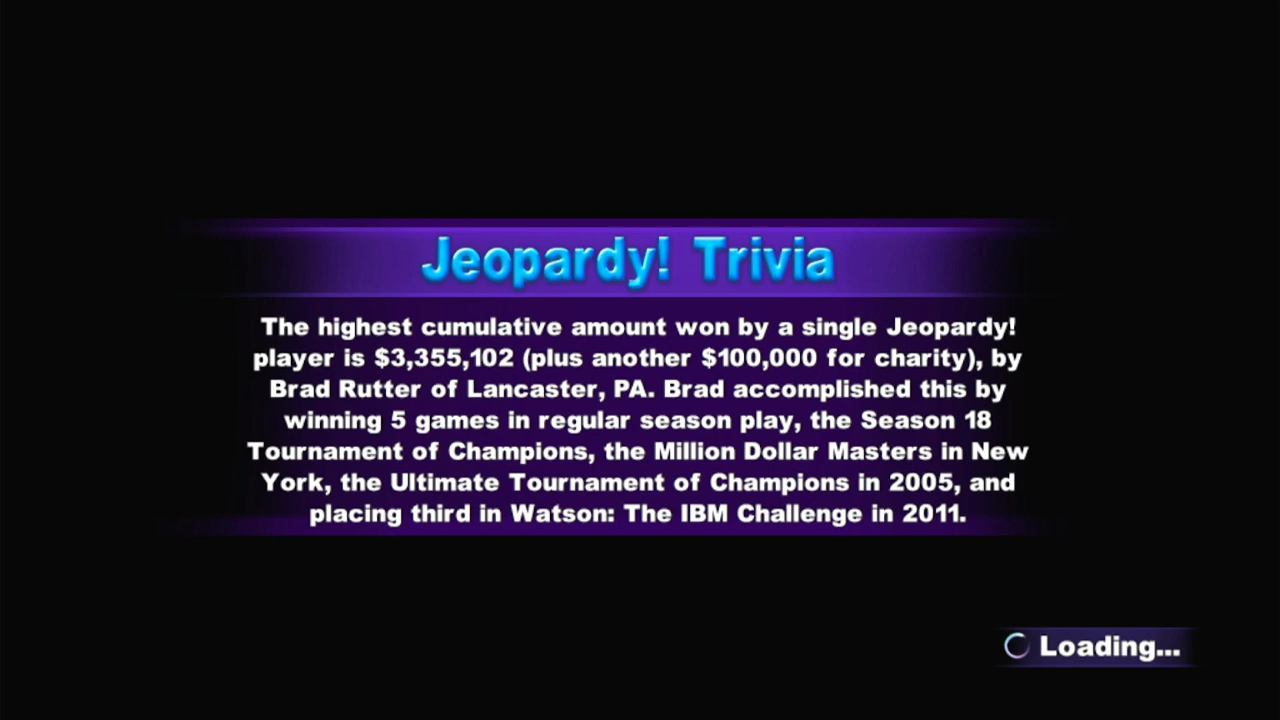 Jeopardy! Trivia
The highest cumulative amount won by a single Jeopardy!
player is $3,355,102 (plus another $100,000 for charity), by
Brad Rutter of Lancaster, PA. Brad accomplished this by
winning 5 games in regular season play, the Season 18
Tournament of Champions, the Million Dollar Masters in New
York, the Ultimate Tournament of Champions in 2005, and
placing third in Watson: The IBM Challenge in 2011.
Loading...